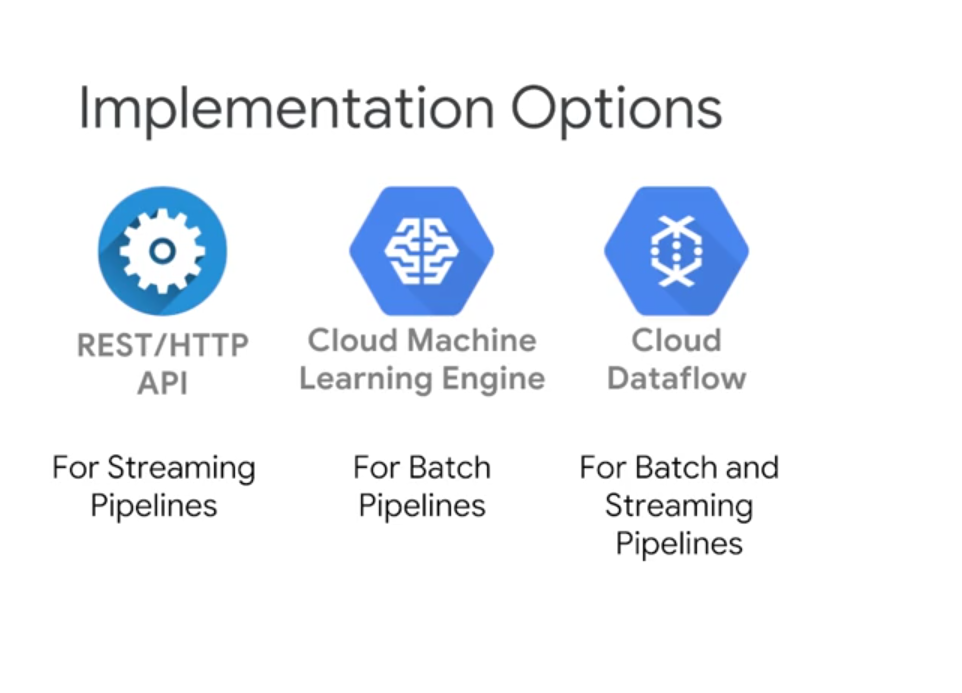 Implementation Options
REST/HTTP
API
Cloud Machine
Learning Engine
Cloud
Dataflow
For Streaming
Pipelines
For Batch
Pipelines
For Batch and
Streaming
Pipelines